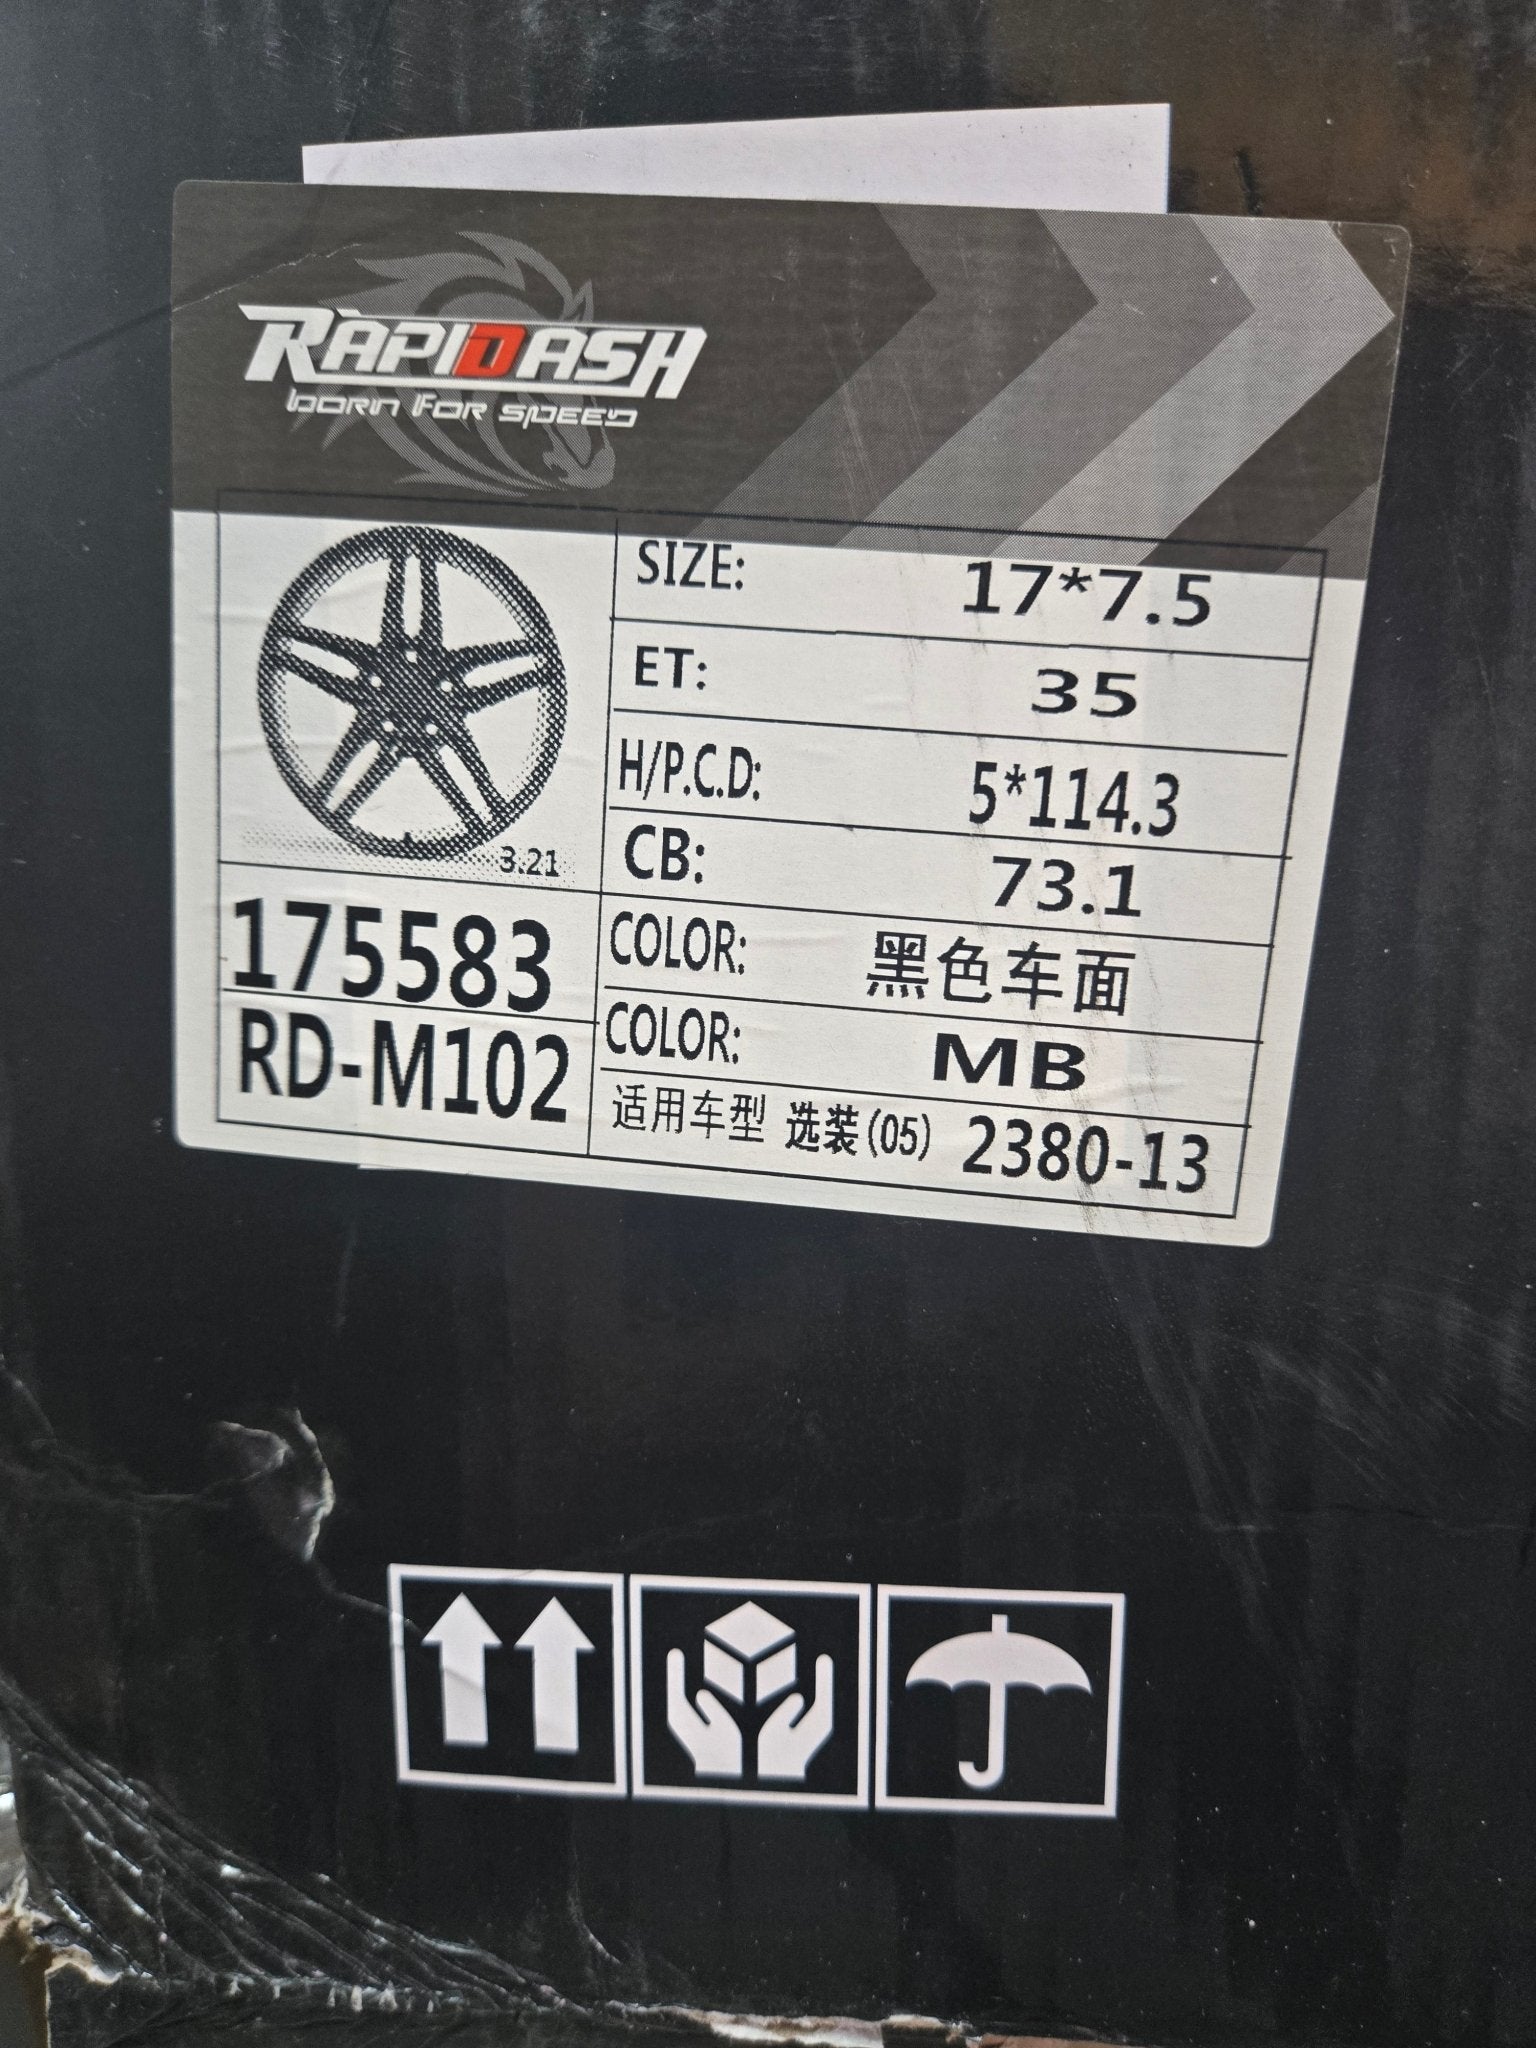 RAPIDASH
born for speed
SIZE: 17*7.5
ET: 35
H/P.C.D: 5*114.3
3.21
CB: 73.1
175583
COLOR: 黑色车面
RD-M102
COLOR: MB
适用车型 选装(05) 2380-13